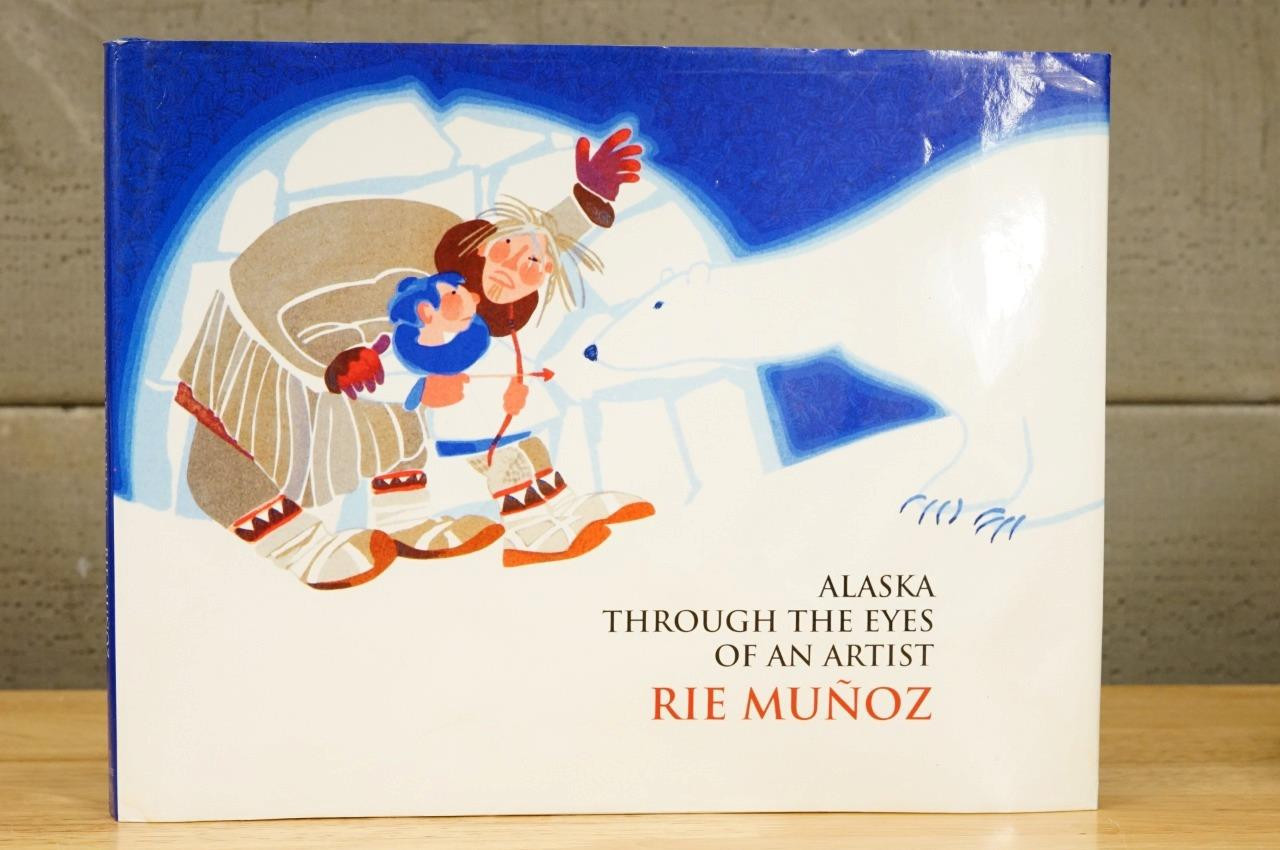 ALASKA
THROUGH THE EYES
OF AN ARTIST
RIE MUÑOZ